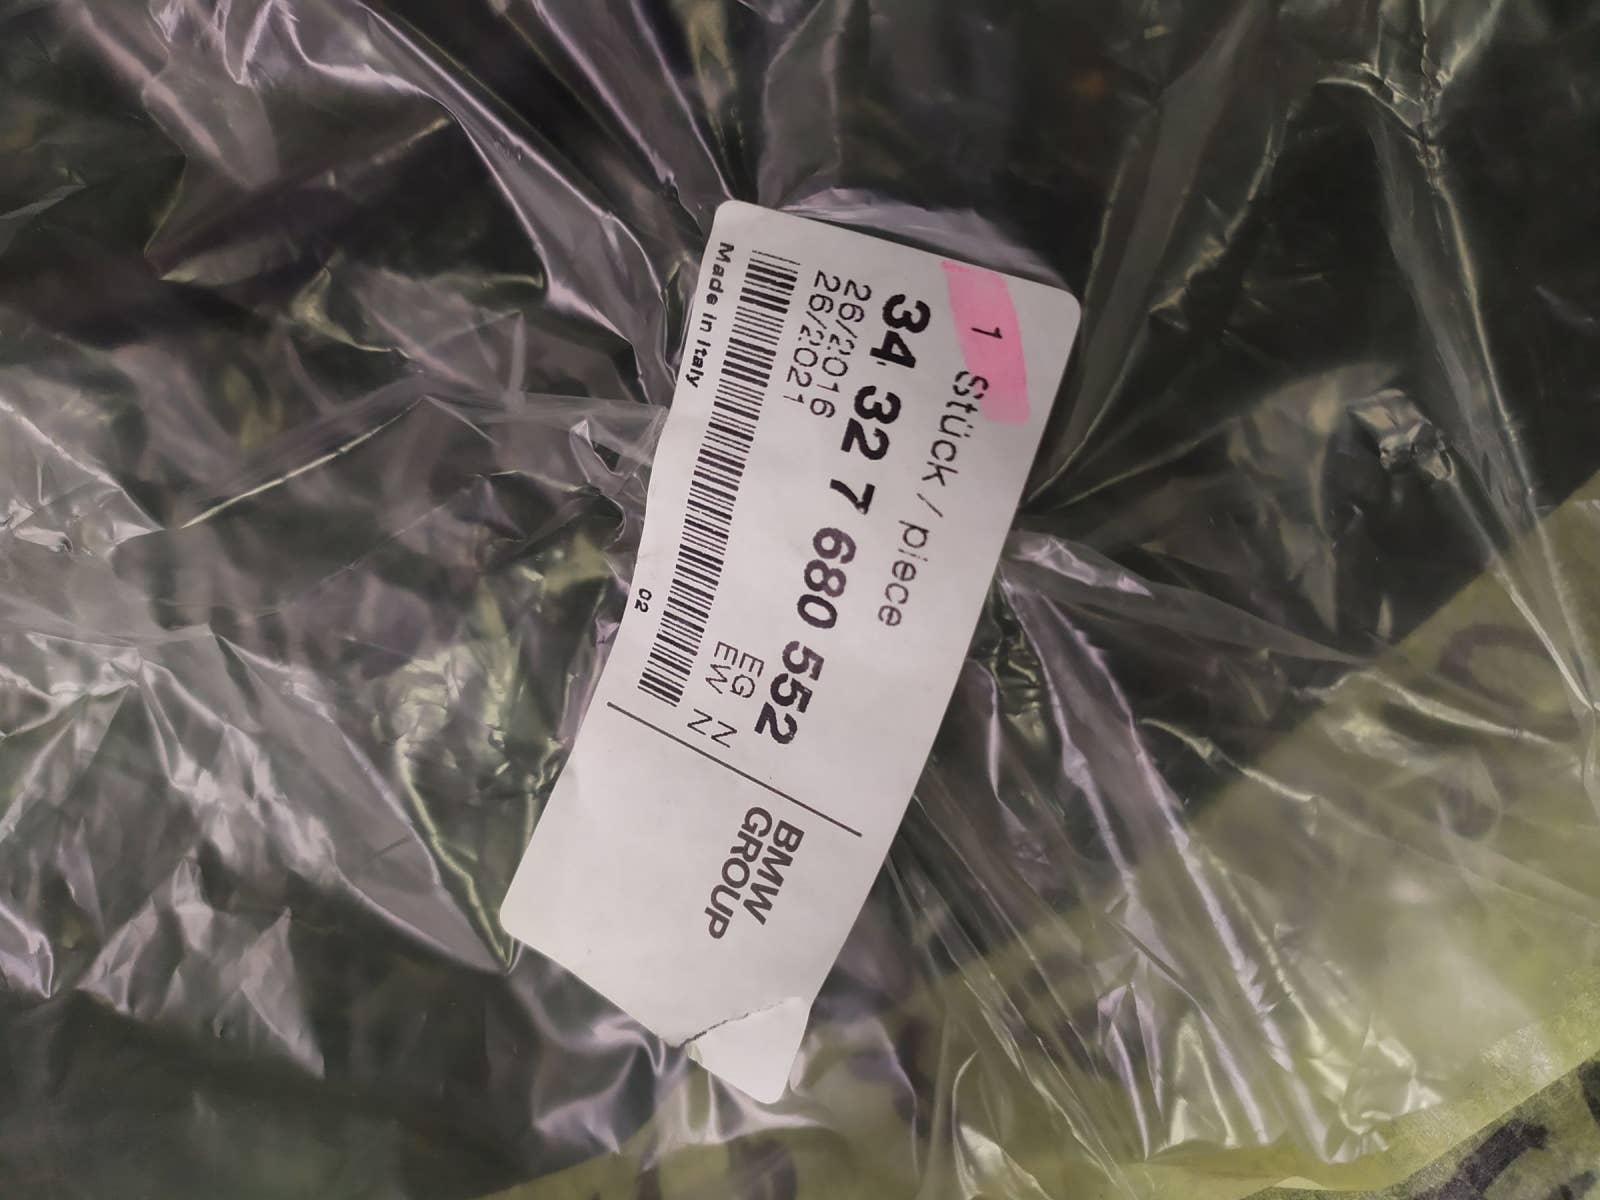 1 Stück / piece
34 32 7 680 552
26/2016 EG N
26/2021 EW N
02
Made in Italy
BMW
GROUP